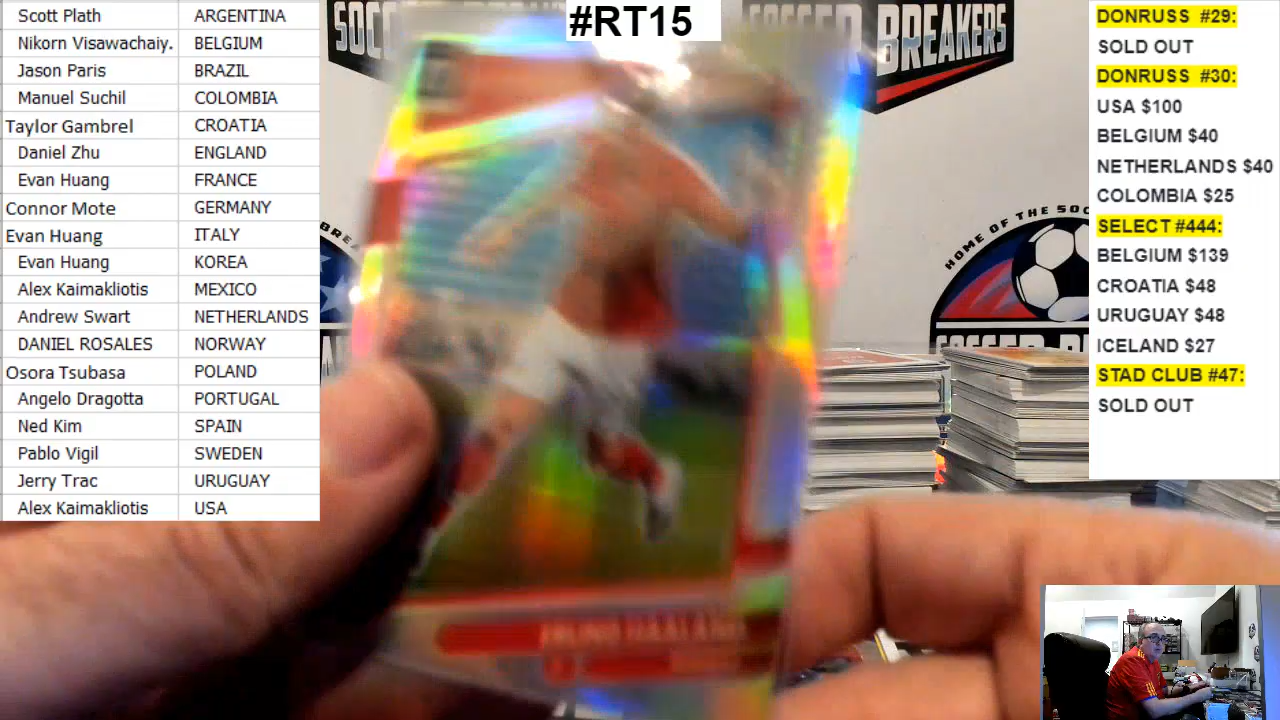 Scott Plath ARGENTINA
Nikorn Visawachaiy. BELGIUM
Jason Paris BRAZIL
Manuel Suchil COLOMBIA
Taylor Gambrel CROATIA
Daniel Zhu ENGLAND
Evan Huang FRANCE
Connor Mote GERMANY
Evan Huang ITALY
Evan Huang KOREA
Alex Kaimakliotis MEXICO
Andrew Swart NETHERLANDS
DANIEL ROSALES NORWAY
Osora Tsubasa POLAND
Angelo Dragotta PORTUGAL
Ned Kim SPAIN
Pablo Vigil SWEDEN
Jerry Trac URUGUAY
Alex Kaimakliotis USA
#RT15
SOCC
BREAKERS
HOME OF THE SOC
DONRUSS #29:
SOLD OUT
DONRUSS #30:
USA $100
BELGIUM $40
NETHERLANDS $40
COLOMBIA $25
SELECT #444:
BELGIUM $139
CROATIA $48
URUGUAY $48
ICELAND $27
STAD CLUB #47:
SOLD OUT